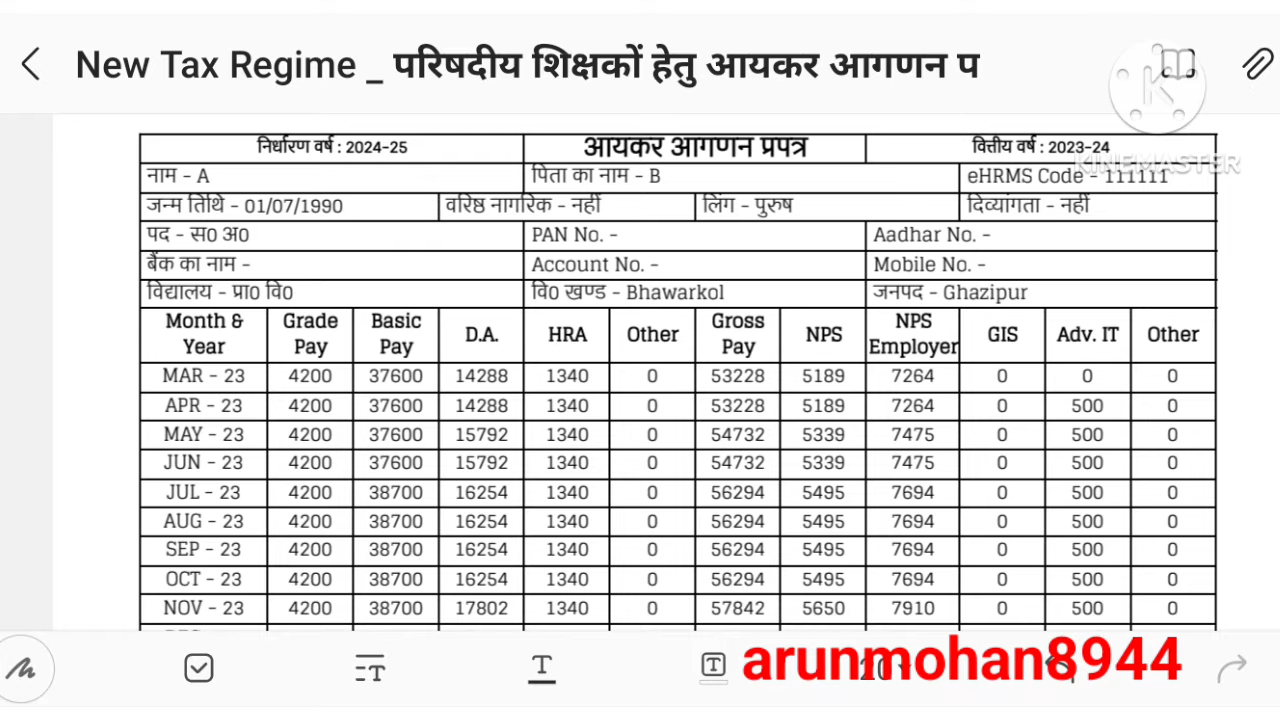 New Tax Regime _ परिषदीय शिक्षकों हेतु आयकर आगणन प
KINEMASTER
निर्धारण वर्ष : 2024-25 आयकर आगणन प्रपत्र वित्तीय वर्ष : 2023-24
नाम - A पिता का नाम - B eHRMS Code - 111111
जन्म तिथि - 01/07/1990 वरिष्ठ नागरिक - नहीं लिंग - पुरुष दिव्यांगता - नहीं
पद - स0 अ0 PAN No. - Aadhar No. -
बैंक का नाम - Account No. - Mobile No. -
विद्यालय - प्रा0 वि0 वि0 खण्ड - Bhawarkol जनपद - Ghazipur
Month & Year Grade Pay Basic Pay D.A. HRA Other Gross Pay NPS NPS Employer GIS Adv. IT Other
MAR - 23 4200 37600 14288 1340 0 53228 5189 7264 0 0 0
APR - 23 4200 37600 14288 1340 0 53228 5189 7264 0 500 0
MAY - 23 4200 37600 15792 1340 0 54732 5339 7475 0 500 0
JUN - 23 4200 37600 15792 1340 0 54732 5339 7475 0 500 0
JUL - 23 4200 38700 16254 1340 0 56294 5495 7694 0 500 0
AUG - 23 4200 38700 16254 1340 0 56294 5495 7694 0 500 0
SEP - 23 4200 38700 16254 1340 0 56294 5495 7694 0 500 0
OCT - 23 4200 38700 16254 1340 0 56294 5495 7694 0 500 0
NOV - 23 4200 38700 17802 1340 0 57842 5650 7910 0 500 0
arunmohan8944